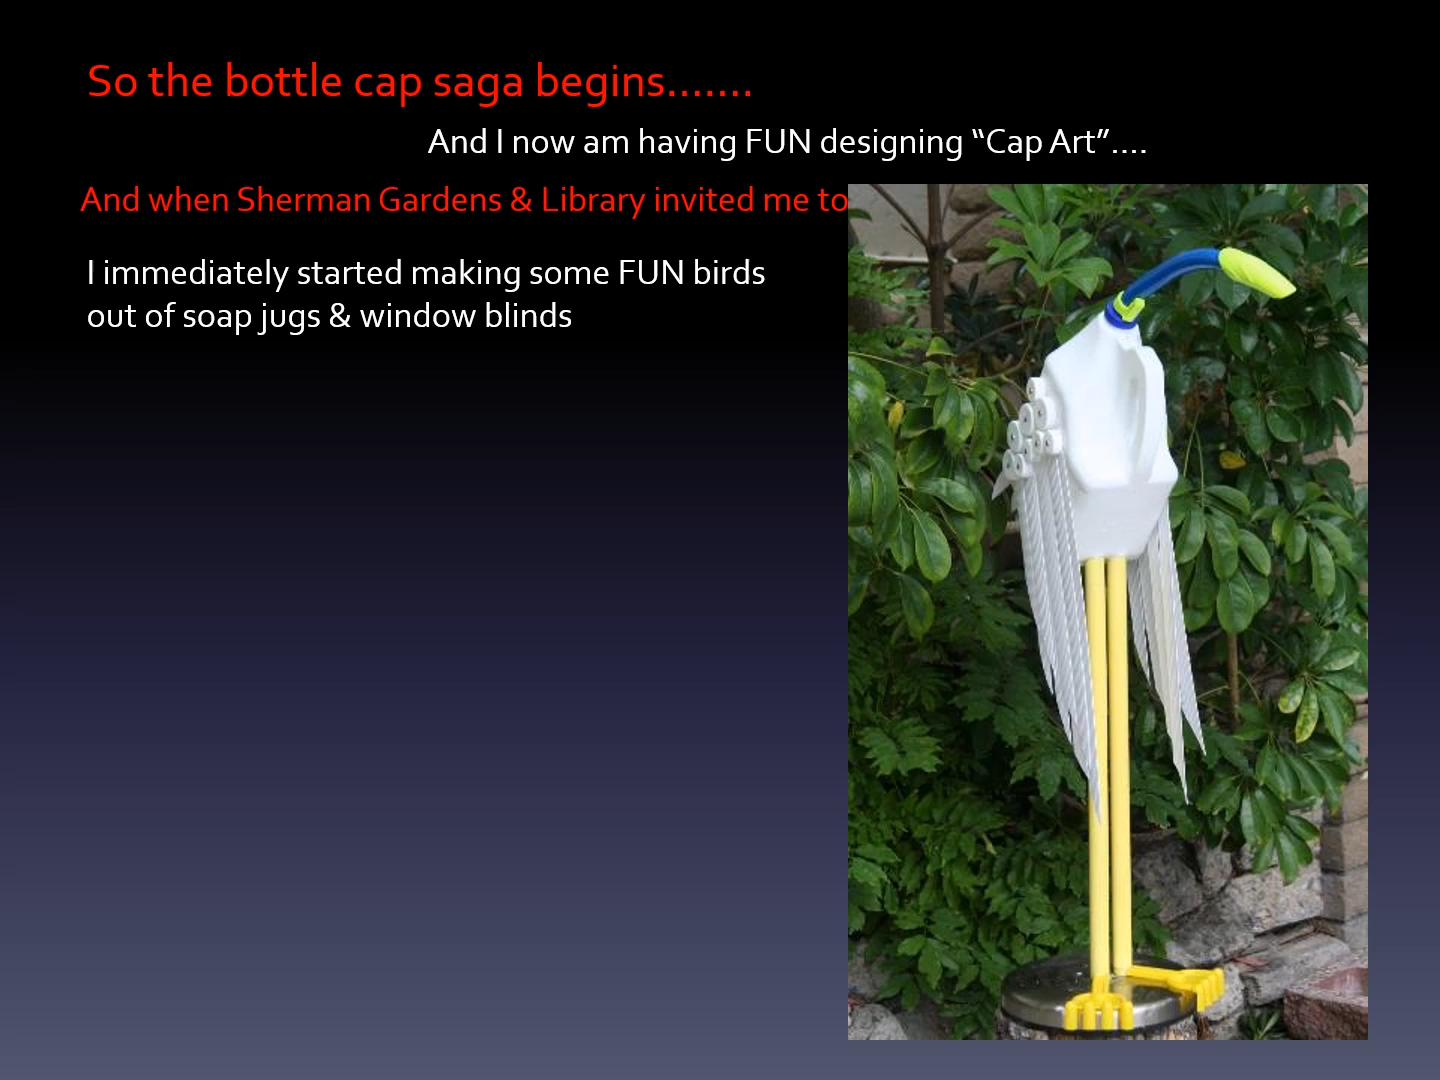 So the bottle cap saga begins.......
And I now am having FUN designing “Cap Art”....
And when Sherman Gardens & Library invited me to
I immediately started making some FUN birds
out of soap jugs & window blinds